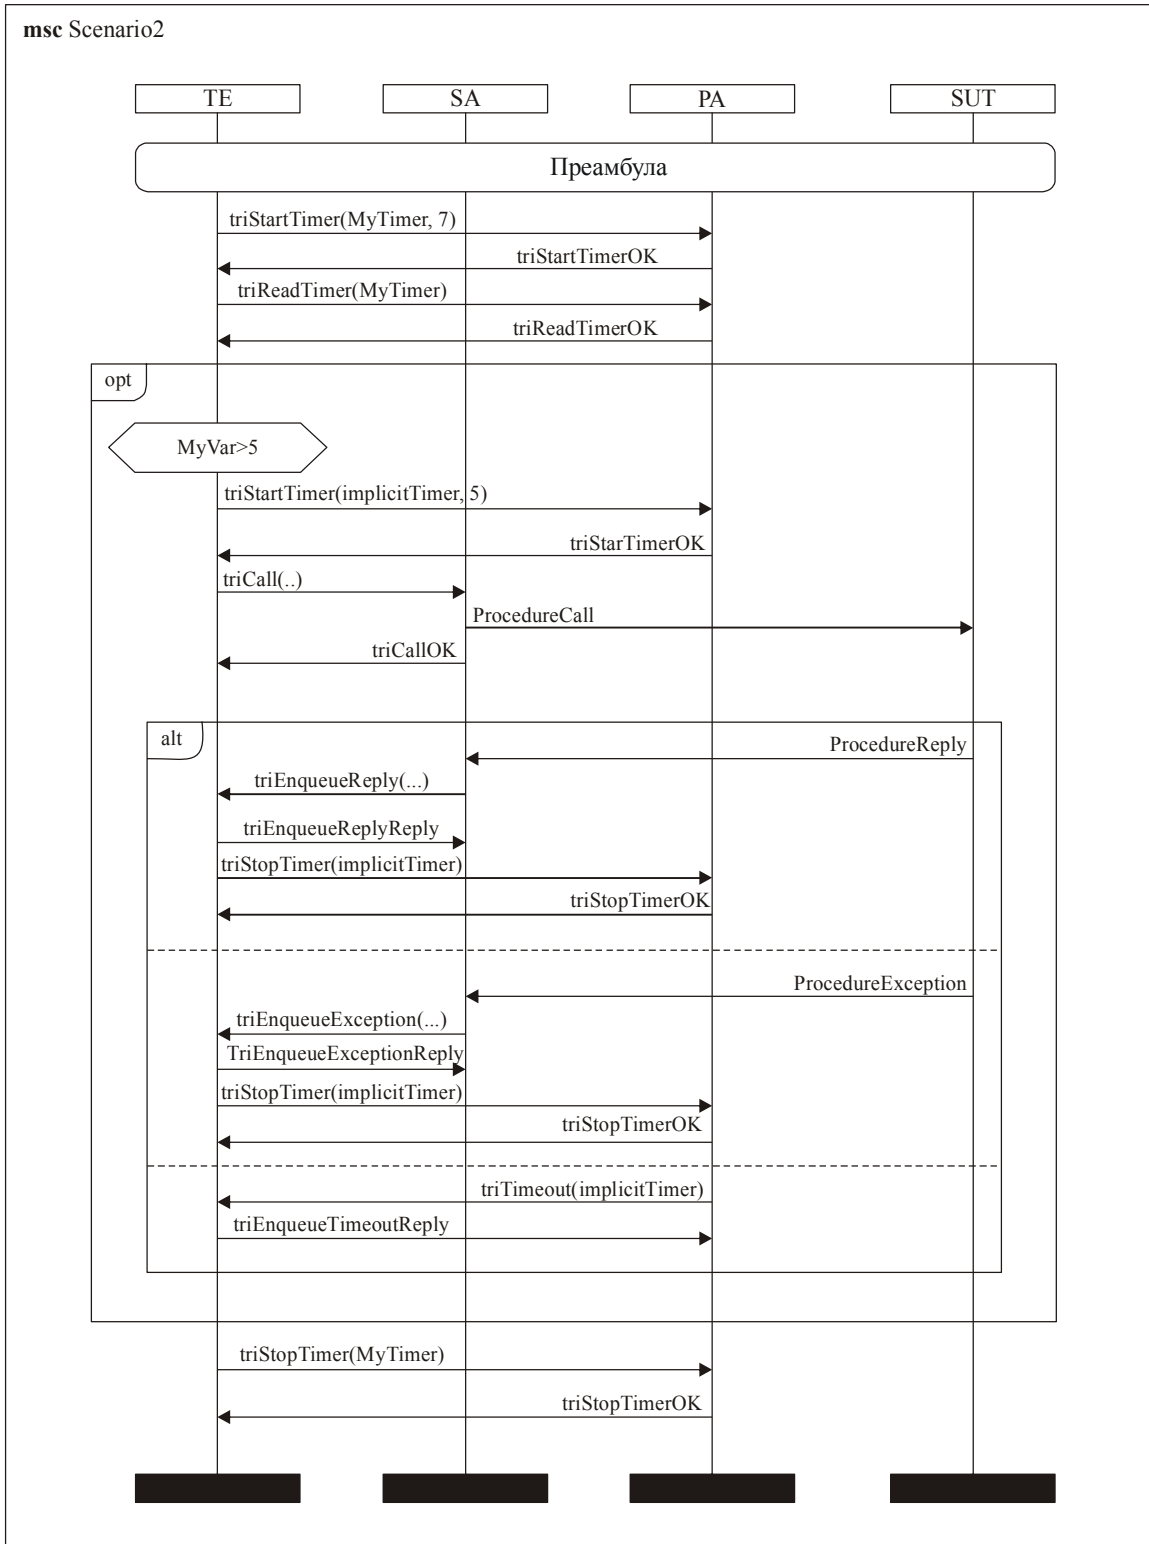 msc Scenario2
TE
SA
PA
SUT
Преамбула
triStartTimer(MyTimer, 7)
triStartTimerOK
triReadTimer(MyTimer)
triReadTimerOK
opt
MyVar>5
triStartTimer(implicitTimer, 5)
triStarTimerOK
triCall(..)
ProcedureCall
triCallOK
alt
ProcedureReply
triEnqueueReply(...)
triEnqueueReplyReply
triStopTimer(implicitTimer)
triStopTimerOK
ProcedureException
triEnqueueException(...)
TriEnqueueExceptionReply
triStopTimer(implicitTimer)
triStopTimerOK
triTimeout(implicitTimer)
triEnqueueTimeoutReply
triStopTimer(MyTimer)
triStopTimerOK